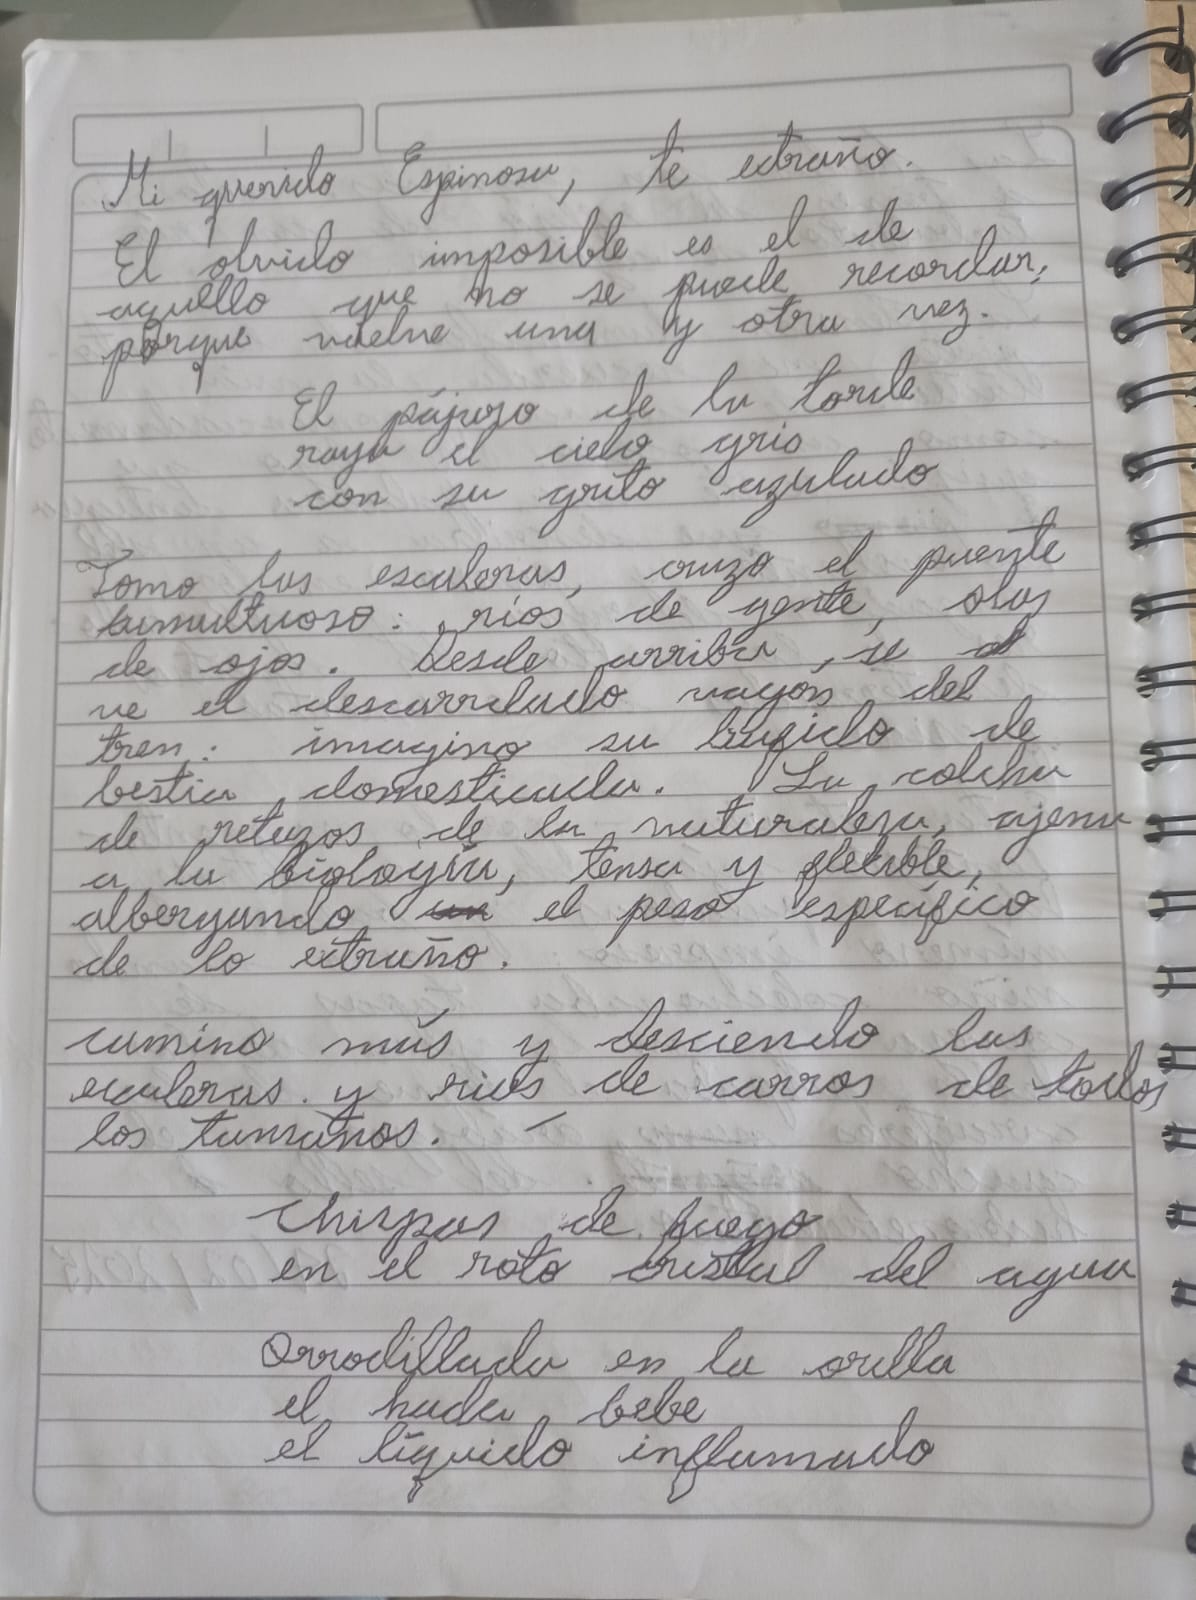 Mi querido Espinosa, te extraño.
El olvido imposible es el de
aquello que no se puede recordar,
porque vuelve una y otra vez.
El pájaro de la tarde
raya el cielo gris
con su grito azulado
Tomo las escaleras, cruzo el puente
tumultuoso: ríos de gente, olas
de ojos. Desde arriba, se
ve el descarrilado vagón del
tren: imagino su bufido de
bestia domesticada. La colcha
de retazos de la naturaleza, ajena
a la biología, tensa y flexible,
albergando el peso específico
de lo extraño.
camino más y desciendo las
escaleras y ríos de carros de todos
los tamaños. –
Chispas de fuego
en el roto cristal del agua
Arrodillada en la orilla
el hada bebe
el líquido inflamado